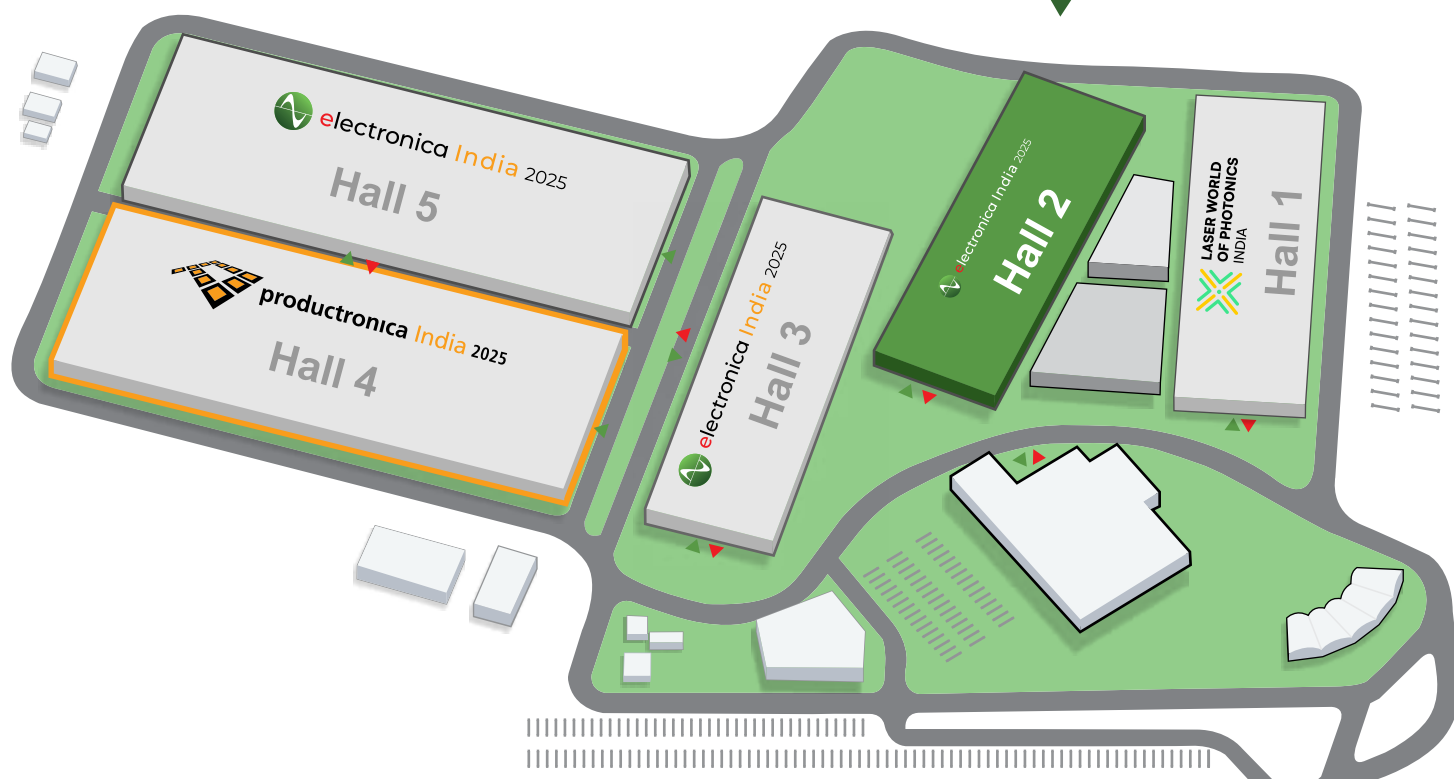 electronica India 2025
Hall 5
productronica India 2025
Hall 4
electronica India 2025
Hall 3
electronica India 2025
Hall 2
LASER WORLD
OF PHOTONICS
INDIA
Hall 1